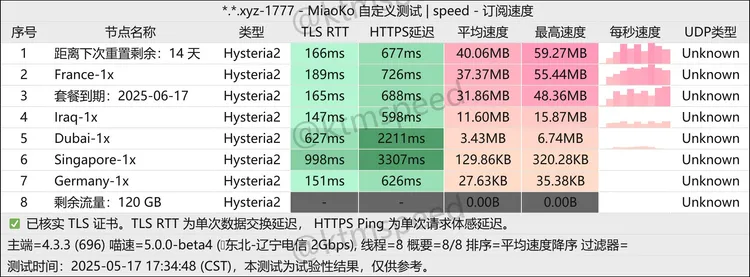 *.*.xyz-1777 - MiaoKo 自定义测试 | speed - 订阅速度
序号 节点名称 类型 TLS RTT HTTPS延迟 平均速度 最高速度 每秒速度 UDP类型
1 距离下次重置剩余：14 天 Hysteria2 166ms 677ms 40.06MB 59.27MB Unknown
2 France-1x Hysteria2 189ms 726ms 37.37MB 55.44MB Unknown
3 套餐到期：2025-06-17 Hysteria2 165ms 688ms 31.86MB 48.36MB Unknown
4 Iraq-1x Hysteria2 147ms 598ms 11.60MB 15.87MB Unknown
5 Dubai-1x Hysteria2 627ms 2211ms 3.43MB 6.74MB Unknown
6 Singapore-1x Hysteria2 998ms 3307ms 129.86KB 320.28KB Unknown
7 Germany-1x Hysteria2 151ms 626ms 27.63KB 35.38KB Unknown
8 剩余流量：120 GB Hysteria2 - - 0.00B 0.00B Unknown
✅ 已核实 TLS 证书。TLS RTT 为单次数据交换延迟， HTTPS Ping 为单次请求体感延迟。
主端=4.3.3 (696) 喵速=5.0.0-beta4 (东北-辽宁电信 2Gbps), 线程=8 概要=8/8 排序=平均速度降序 过滤器=
测试时间：2025-05-17 17:34:48 (CST)，本测试为试验性结果，仅供参考。
@ktmspeed
@ktmspeed